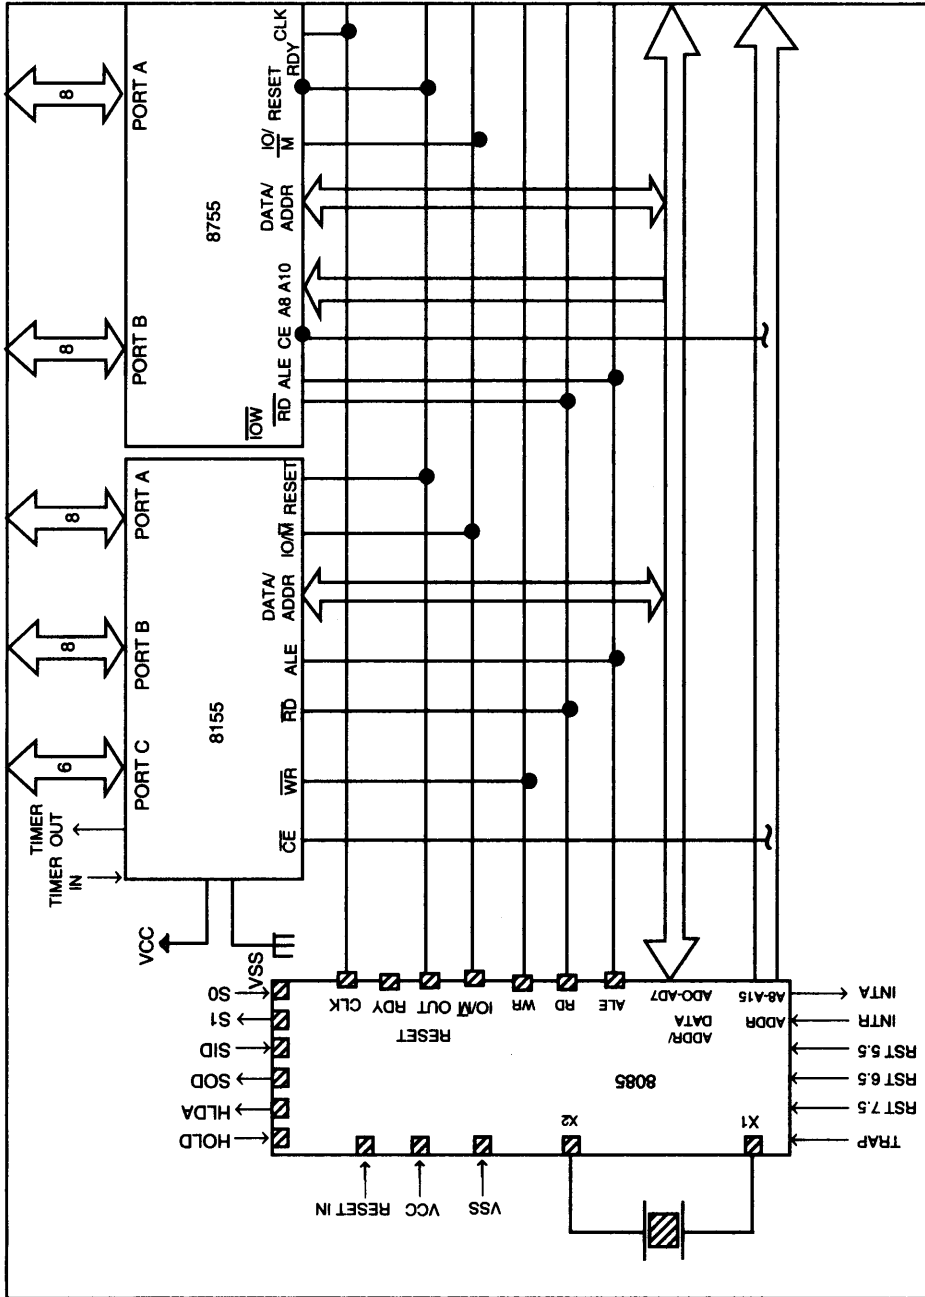 8
8
8
8
6
PORT A
PORT B
8755
CLK
RDY
RESET
IO/
M
DATA/
ADDR
A8 A10
CE
ALE
RD
IOW
PORT A
PORT B
PORT C
8155
RESET
IO/M
DATA/
ADDR
ALE
RD
WR
CE
TIMER
OUT
TIMER
IN
VCC
VSS
S0
S1
SID
SOD
HLDA
HOLD
CLK
RDY
RESET
OUT
IO/M
WR
RD
ALE
ADDR/
DATA
ADO-AD7
ADDR
A8-A15
8085
X2
X1
RESET IN
VCC
VSS
INTA
INTR
RST 5.5
RST 6.5
RST 7.5
TRAP